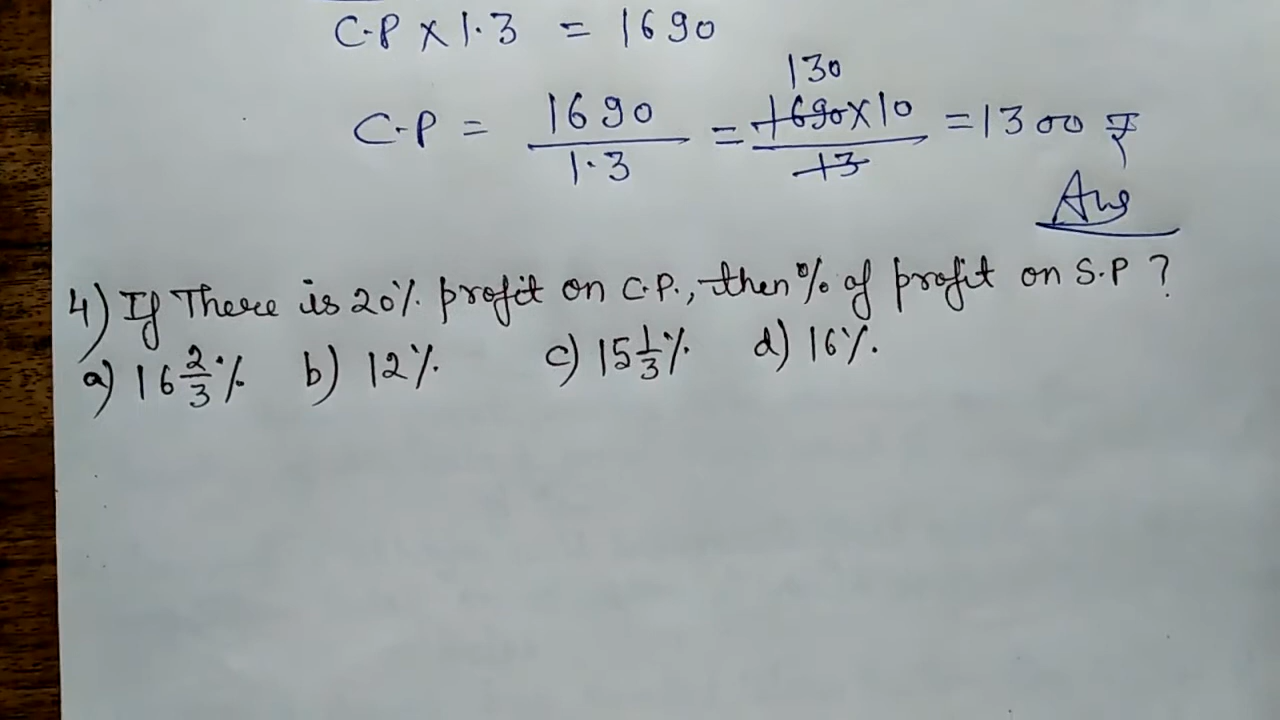 C.P × 1.3 = 1690
C.P = 1690/1.3 = 1690×10/13 = 1300 ₹
130
Ans
4) If There is 20% profit on C.P., then % of profit on S.P ?
a) 16 2/3 % b) 12% c) 15 1/3 % d) 16%.